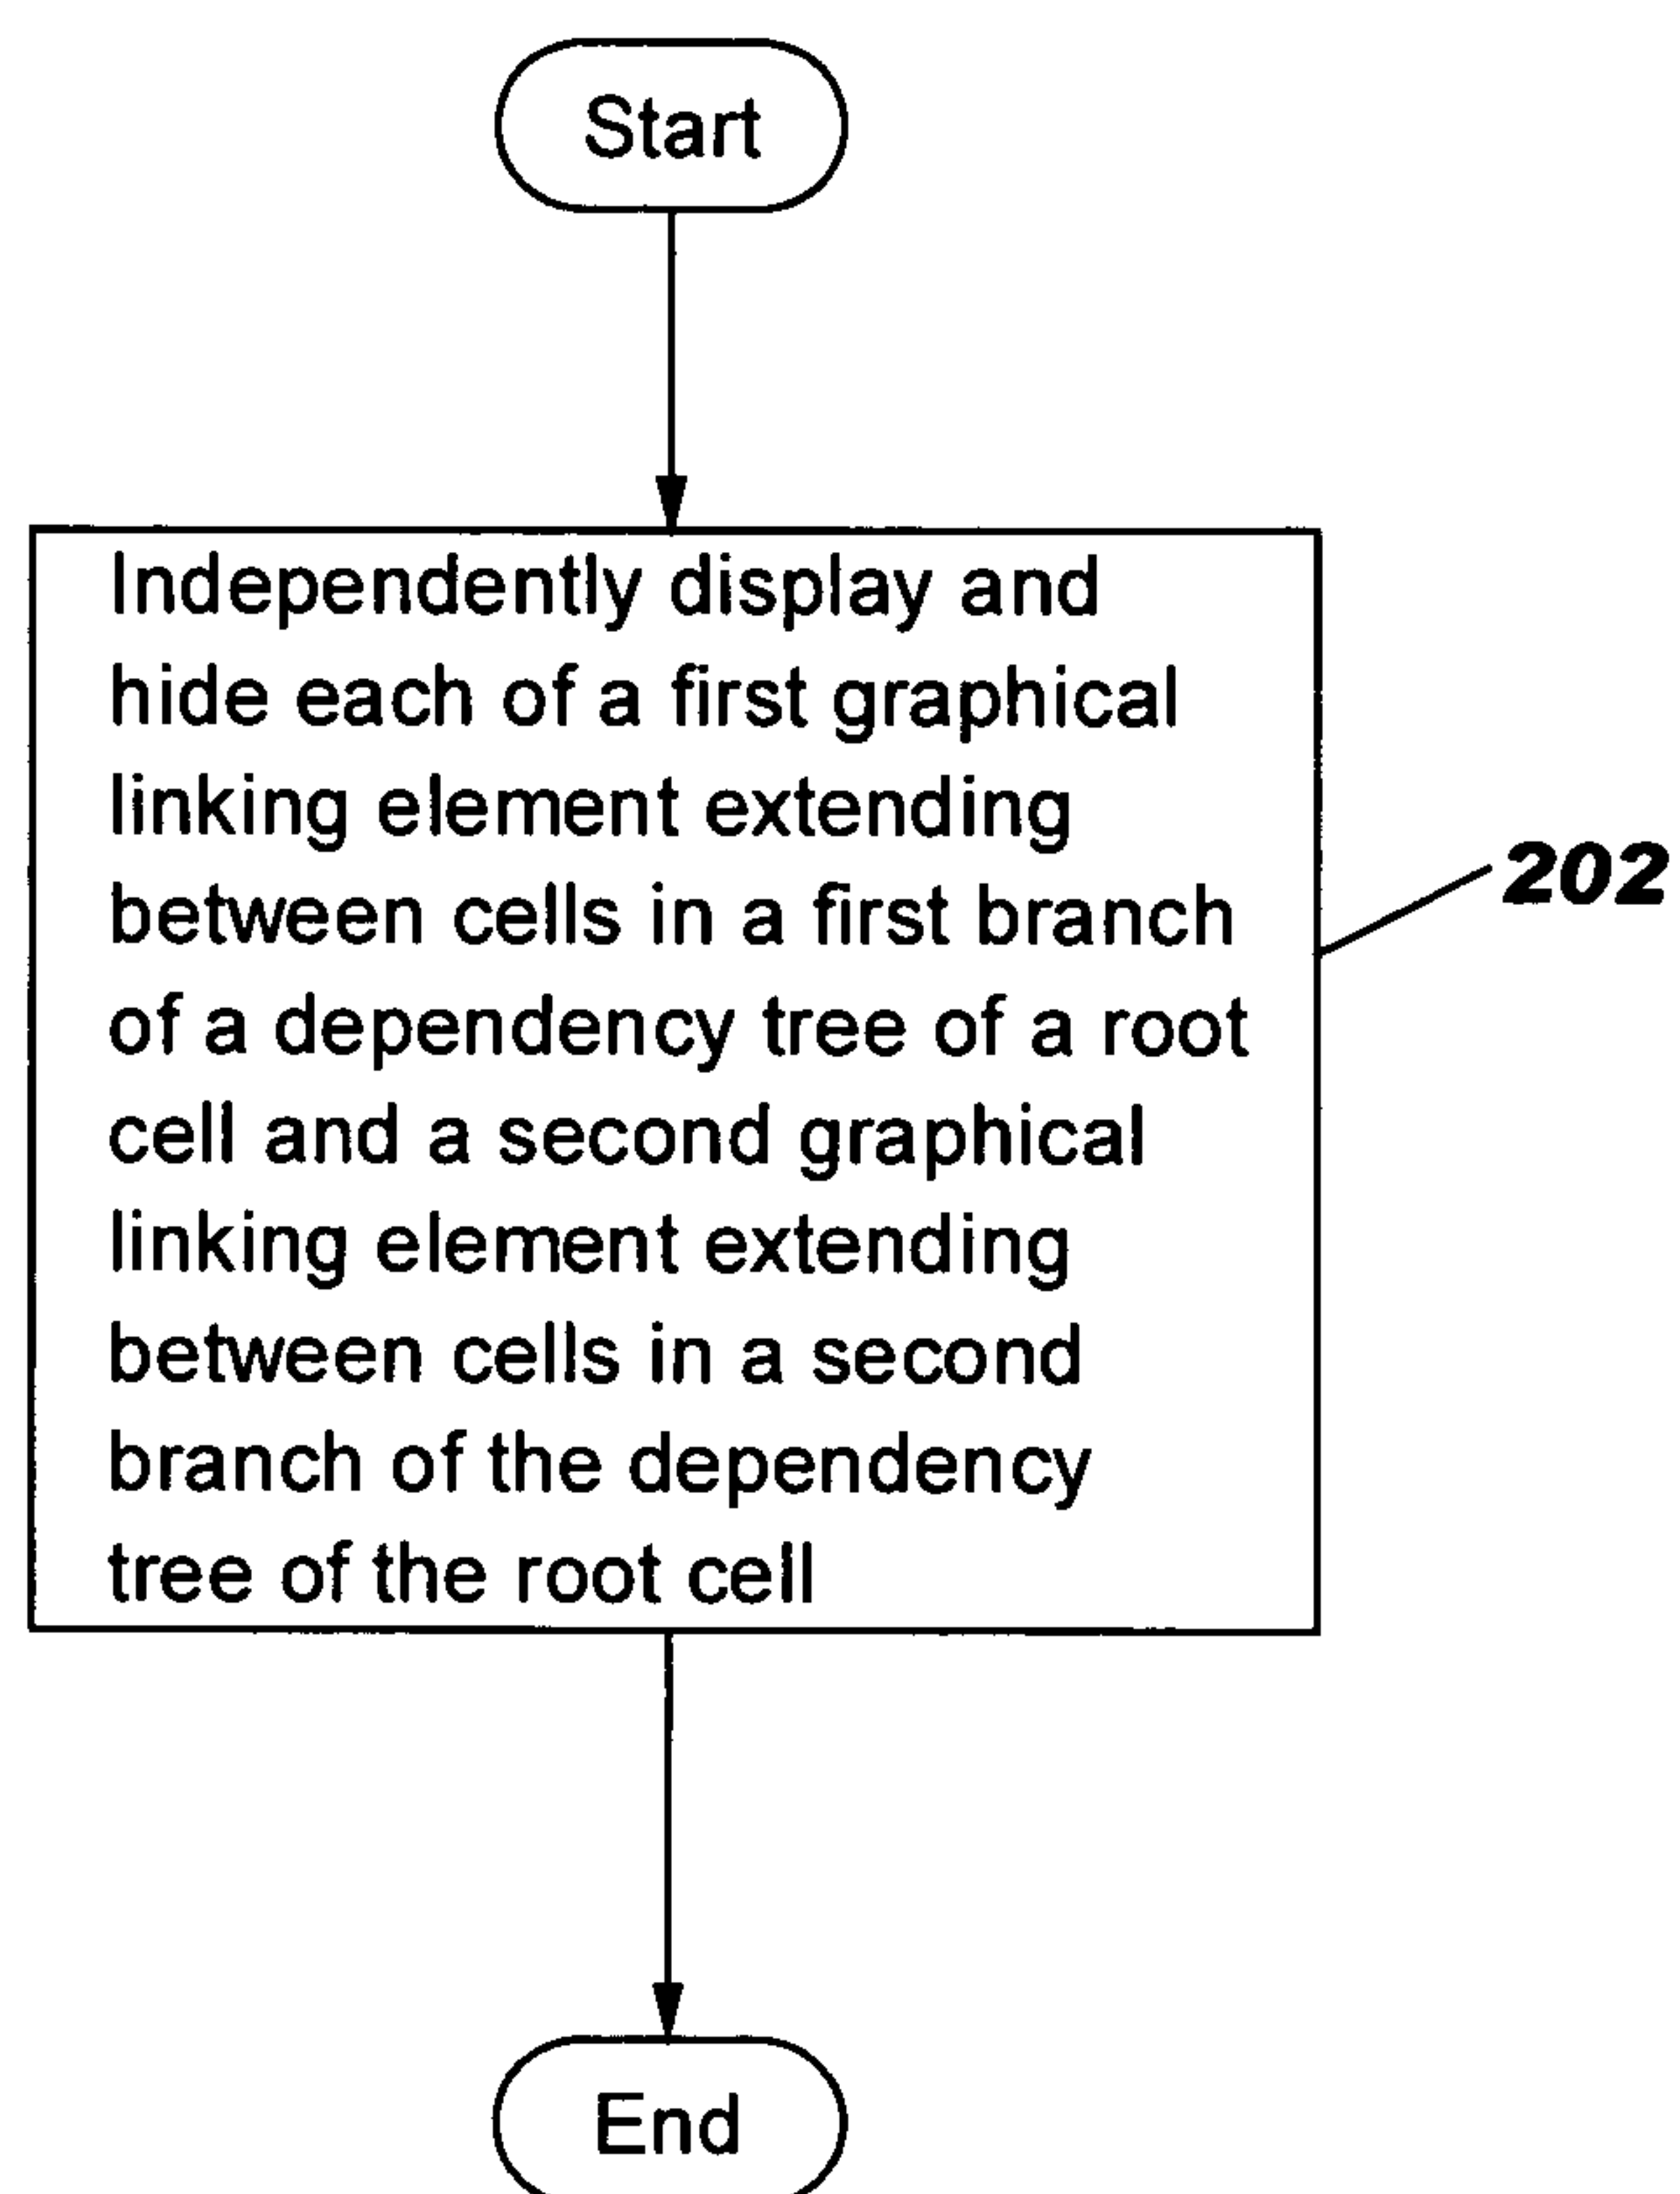 Start
Independently display and
hide each of a first graphical
linking element extending
between cells in a first branch
of a dependency tree of a root
cell and a second graphical
linking element extending
between cells in a second
branch of the dependency
tree of the root cell
202
End